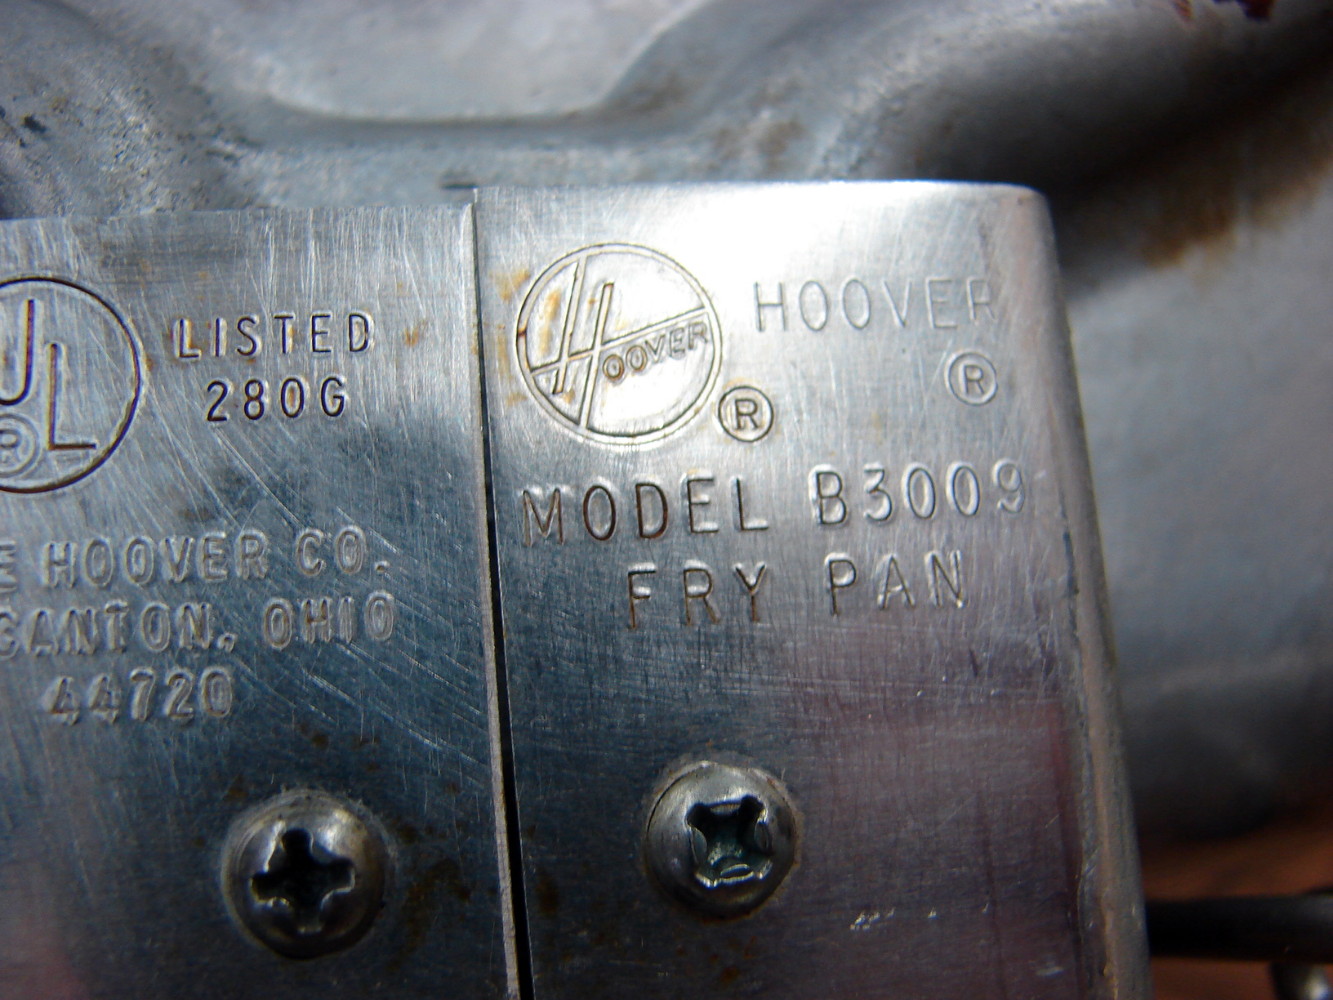 UL
®
LISTED
280G
E HOOVER CO.
CANTON, OHIO
44720
HOOVER
®
HOOVER
®
MODEL B3009
FRY PAN